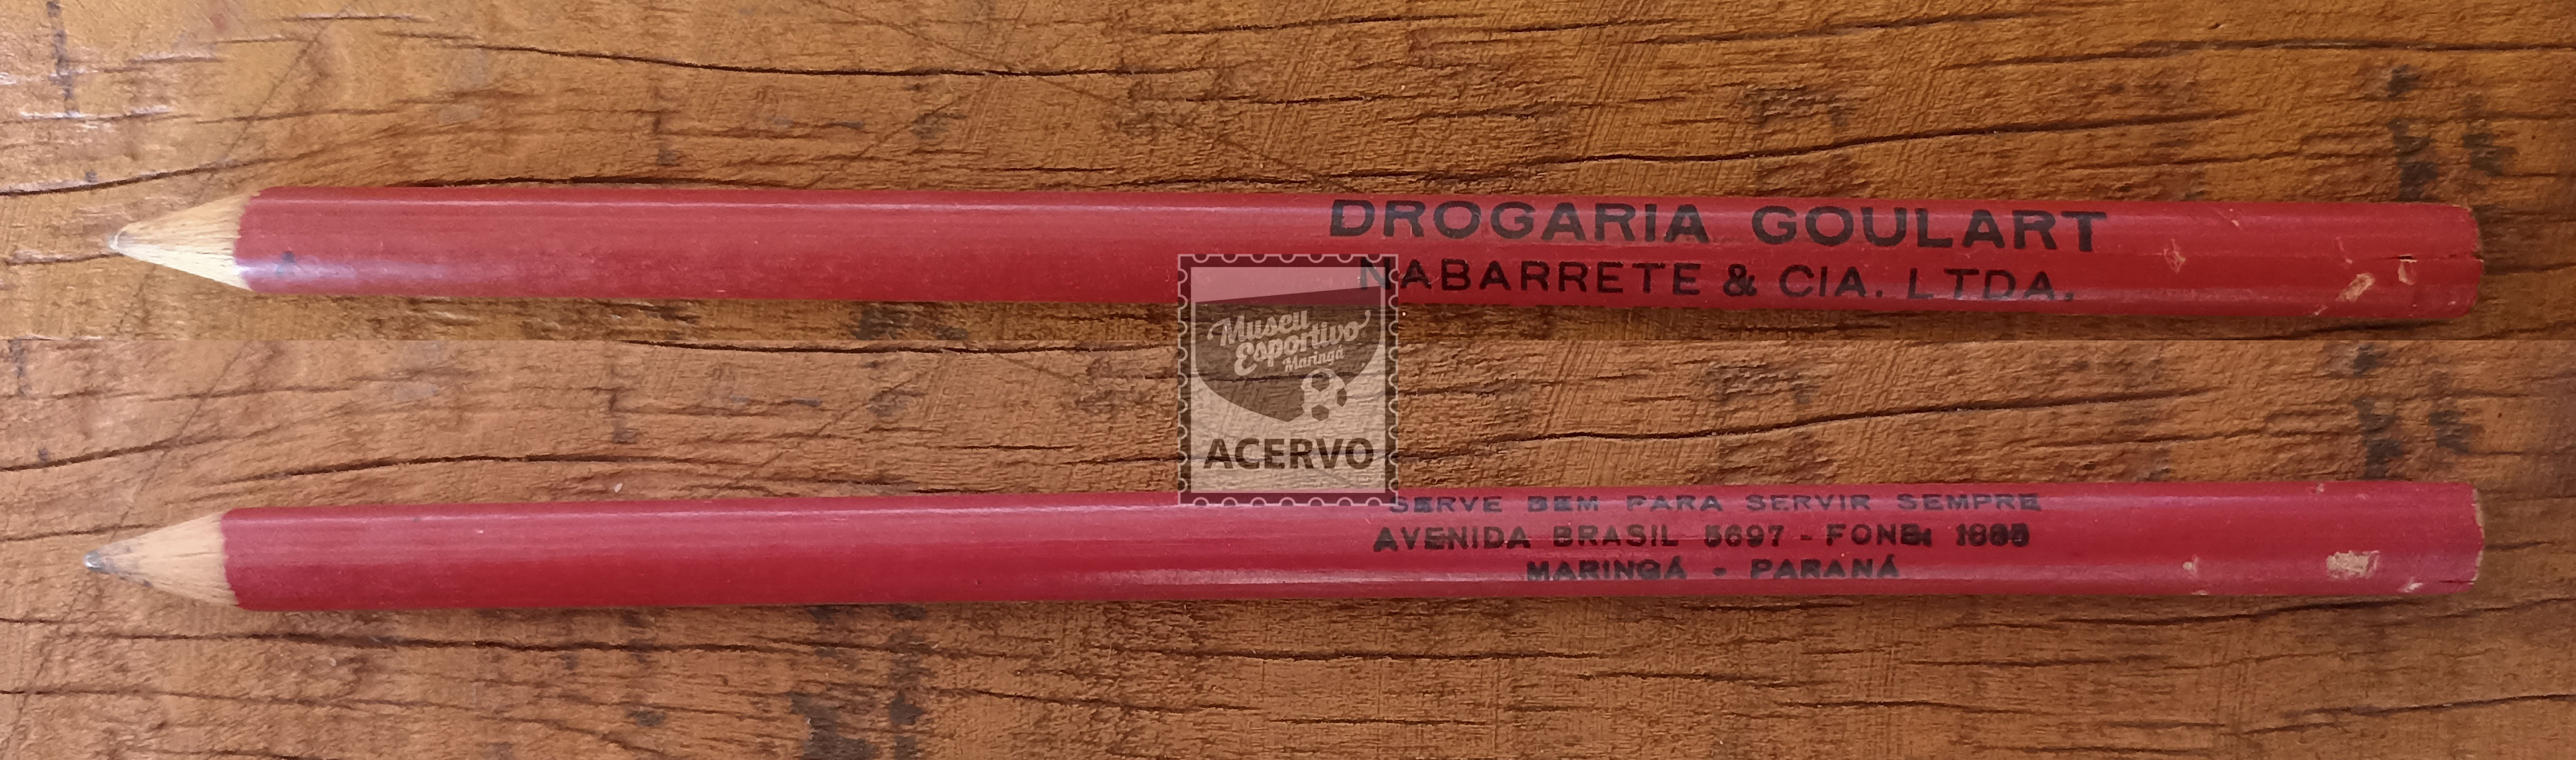 DROGARIA GOULART
NABARRETE & CIA. LTDA.
Museu
Esportivo
Maringá
ACERVO
SERVE BEM PARA SERVIR SEMPRE
AVENIDA BRASIL 5697 - FONE:
MARINGÁ - PARANÁ